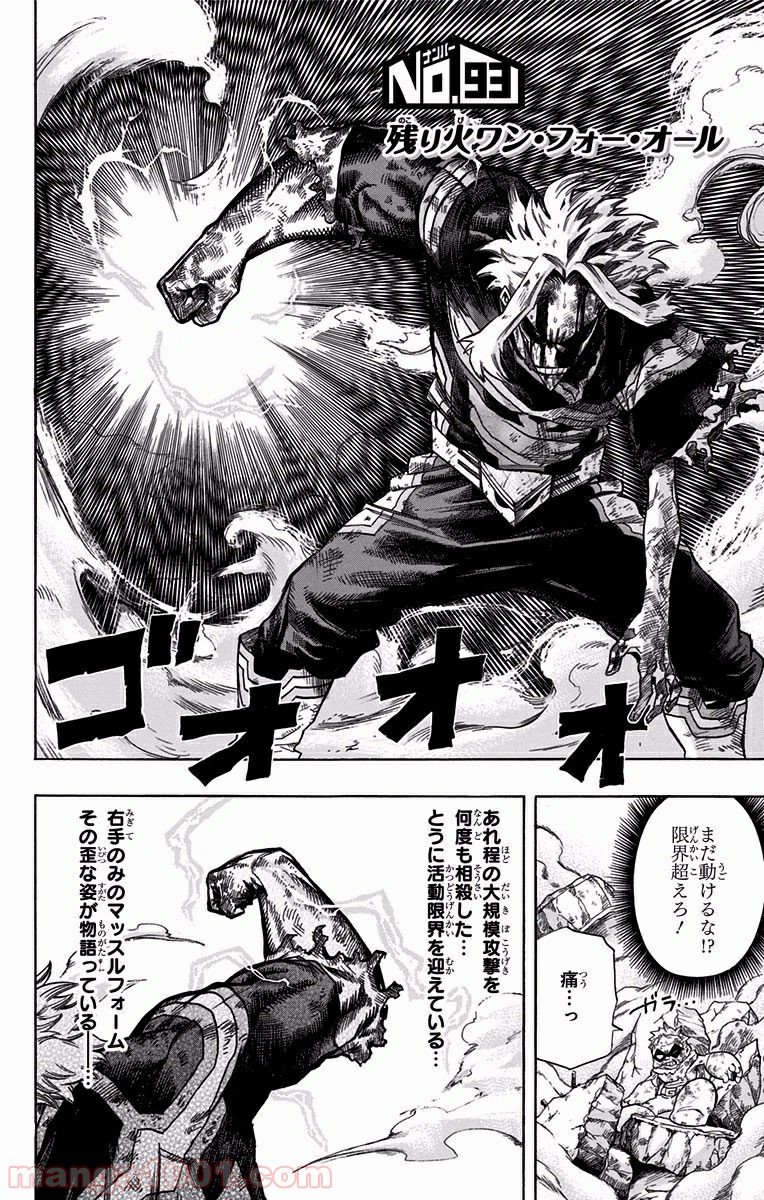 ナンバー
No.93
残り火ワン・フォー・オール
ゴオオオ
まだ動けるな!?
限界超えろ!
ガラ…
痛…っ
あれ程の大規模攻撃を
何度も相殺した…
とうに活動限界を迎えている…
右手のみのマッスルフォーム
その歪な姿が物語っている――…